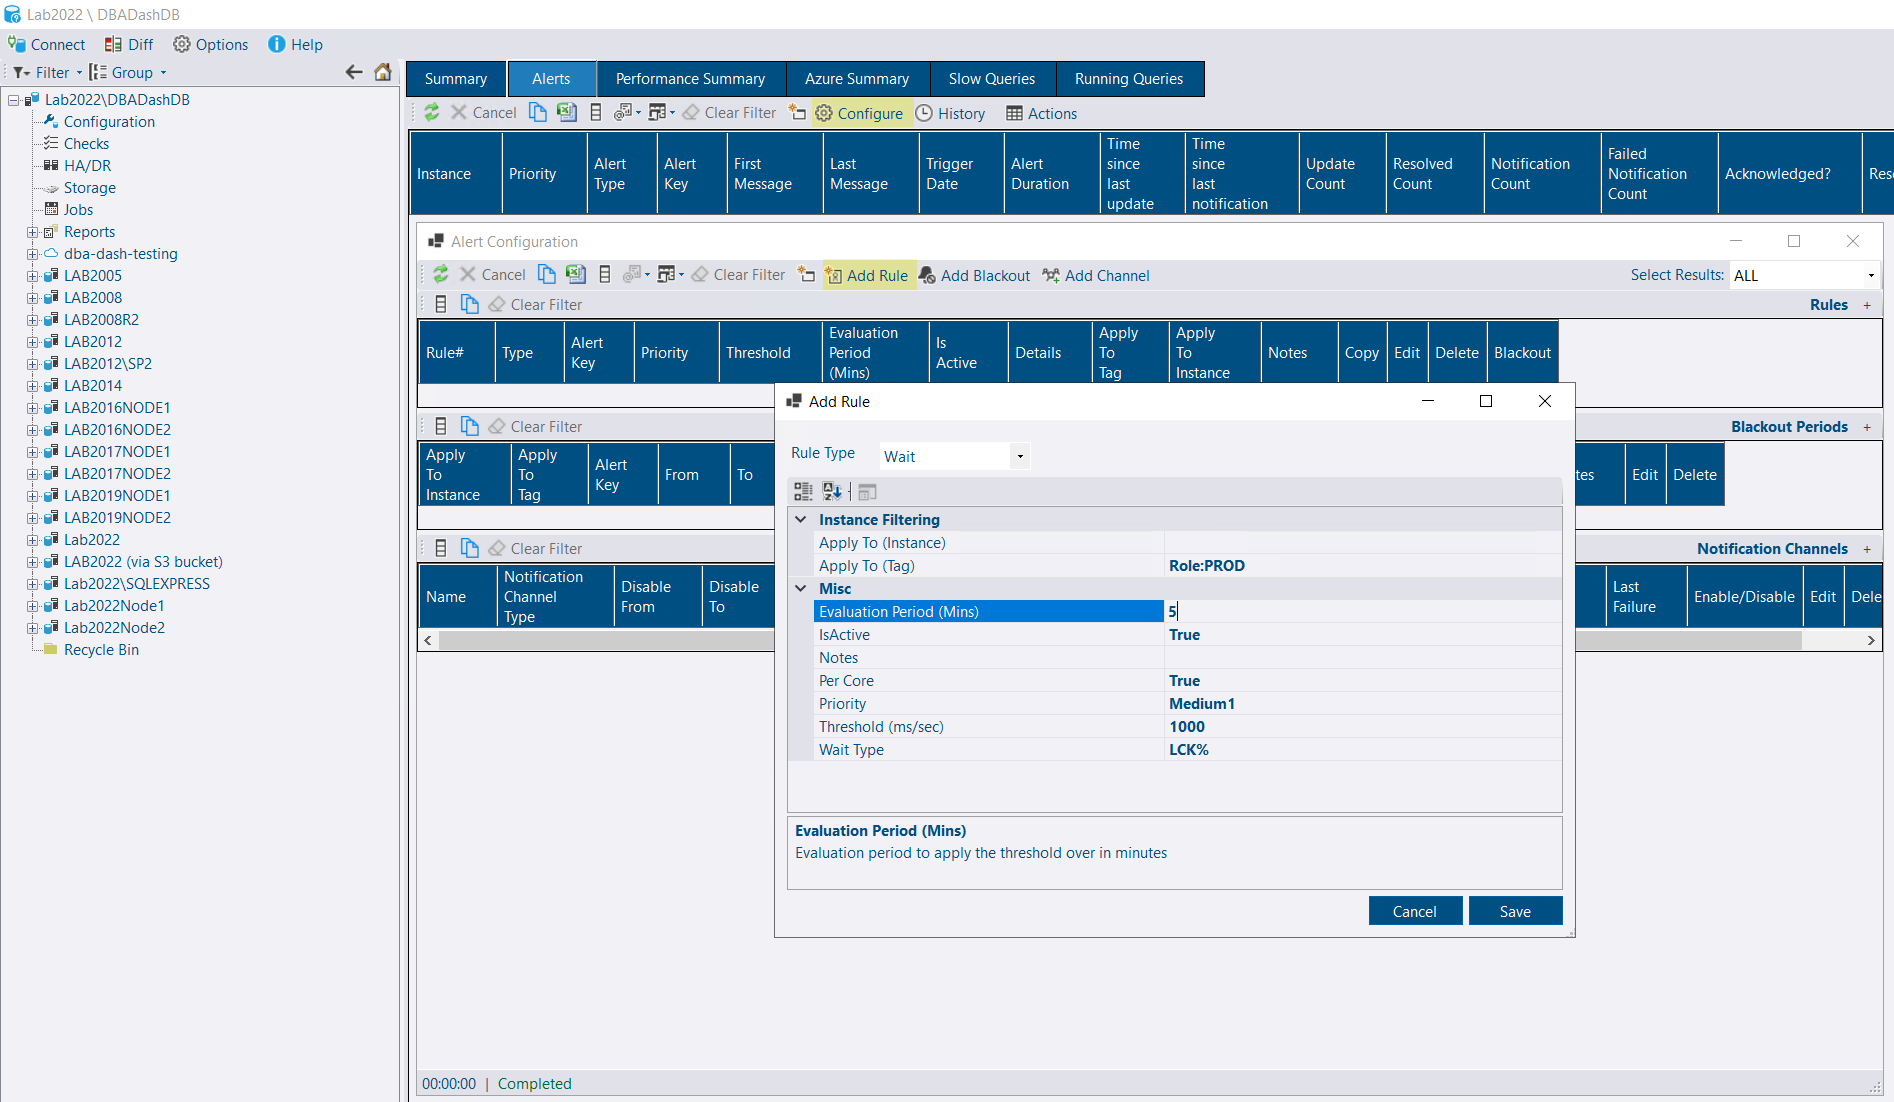 Lab2022 \ DBADashDB
Connect Diff Options Help
Filter Group
Lab2022\DBADashDB
Configuration
Checks
HA/DR
Storage
Jobs
Reports
dba-dash-testing
LAB2005
LAB2008
LAB2008R2
LAB2012
LAB2012\SP2
LAB2014
LAB2016NODE1
LAB2016NODE2
LAB2017NODE1
LAB2017NODE2
LAB2019NODE1
LAB2019NODE2
Lab2022
LAB2022 (via S3 bucket)
Lab2022\SQLEXPRESS
Lab2022Node1
Lab2022Node2
Recycle Bin
Summary Alerts Performance Summary Azure Summary Slow Queries Running Queries
Cancel Clear Filter Configure History Actions
Instance
Priority
Alert
Type
Alert
Key
First
Message
Last
Message
Trigger
Date
Alert
Duration
Time
since
last
update
Time
since
last
notification
Update
Count
Resolved
Count
Notification
Count
Failed
Notification
Count
Acknowledged?
Res
Alert Configuration
Cancel Clear Filter Add Rule Add Blackout Add Channel Select Results: ALL
Clear Filter Rules +
Rule#
Type
Alert
Key
Priority
Threshold
Evaluation
Period
(Mins)
Is
Active
Details
Apply
To
Tag
Apply
To
Instance
Notes
Copy
Edit
Delete
Blackout
Clear Filter Blackout Periods +
Apply
To
Instance
Apply
To
Tag
Alert
Key
From
To
tes
Edit
Delete
Clear Filter Notification Channels +
Name
Notification
Channel
Type
Disable
From
Disable
To
Last
Failure
Enable/Disable
Edit
Dele
Add Rule
Rule Type Wait
Instance Filtering
Apply To (Instance)
Apply To (Tag) Role:PROD
Misc
Evaluation Period (Mins) 5
IsActive True
Notes
Per Core True
Priority Medium1
Threshold (ms/sec) 1000
Wait Type LCK%
Evaluation Period (Mins)
Evaluation period to apply the threshold over in minutes
Cancel Save
00:00:00 | Completed